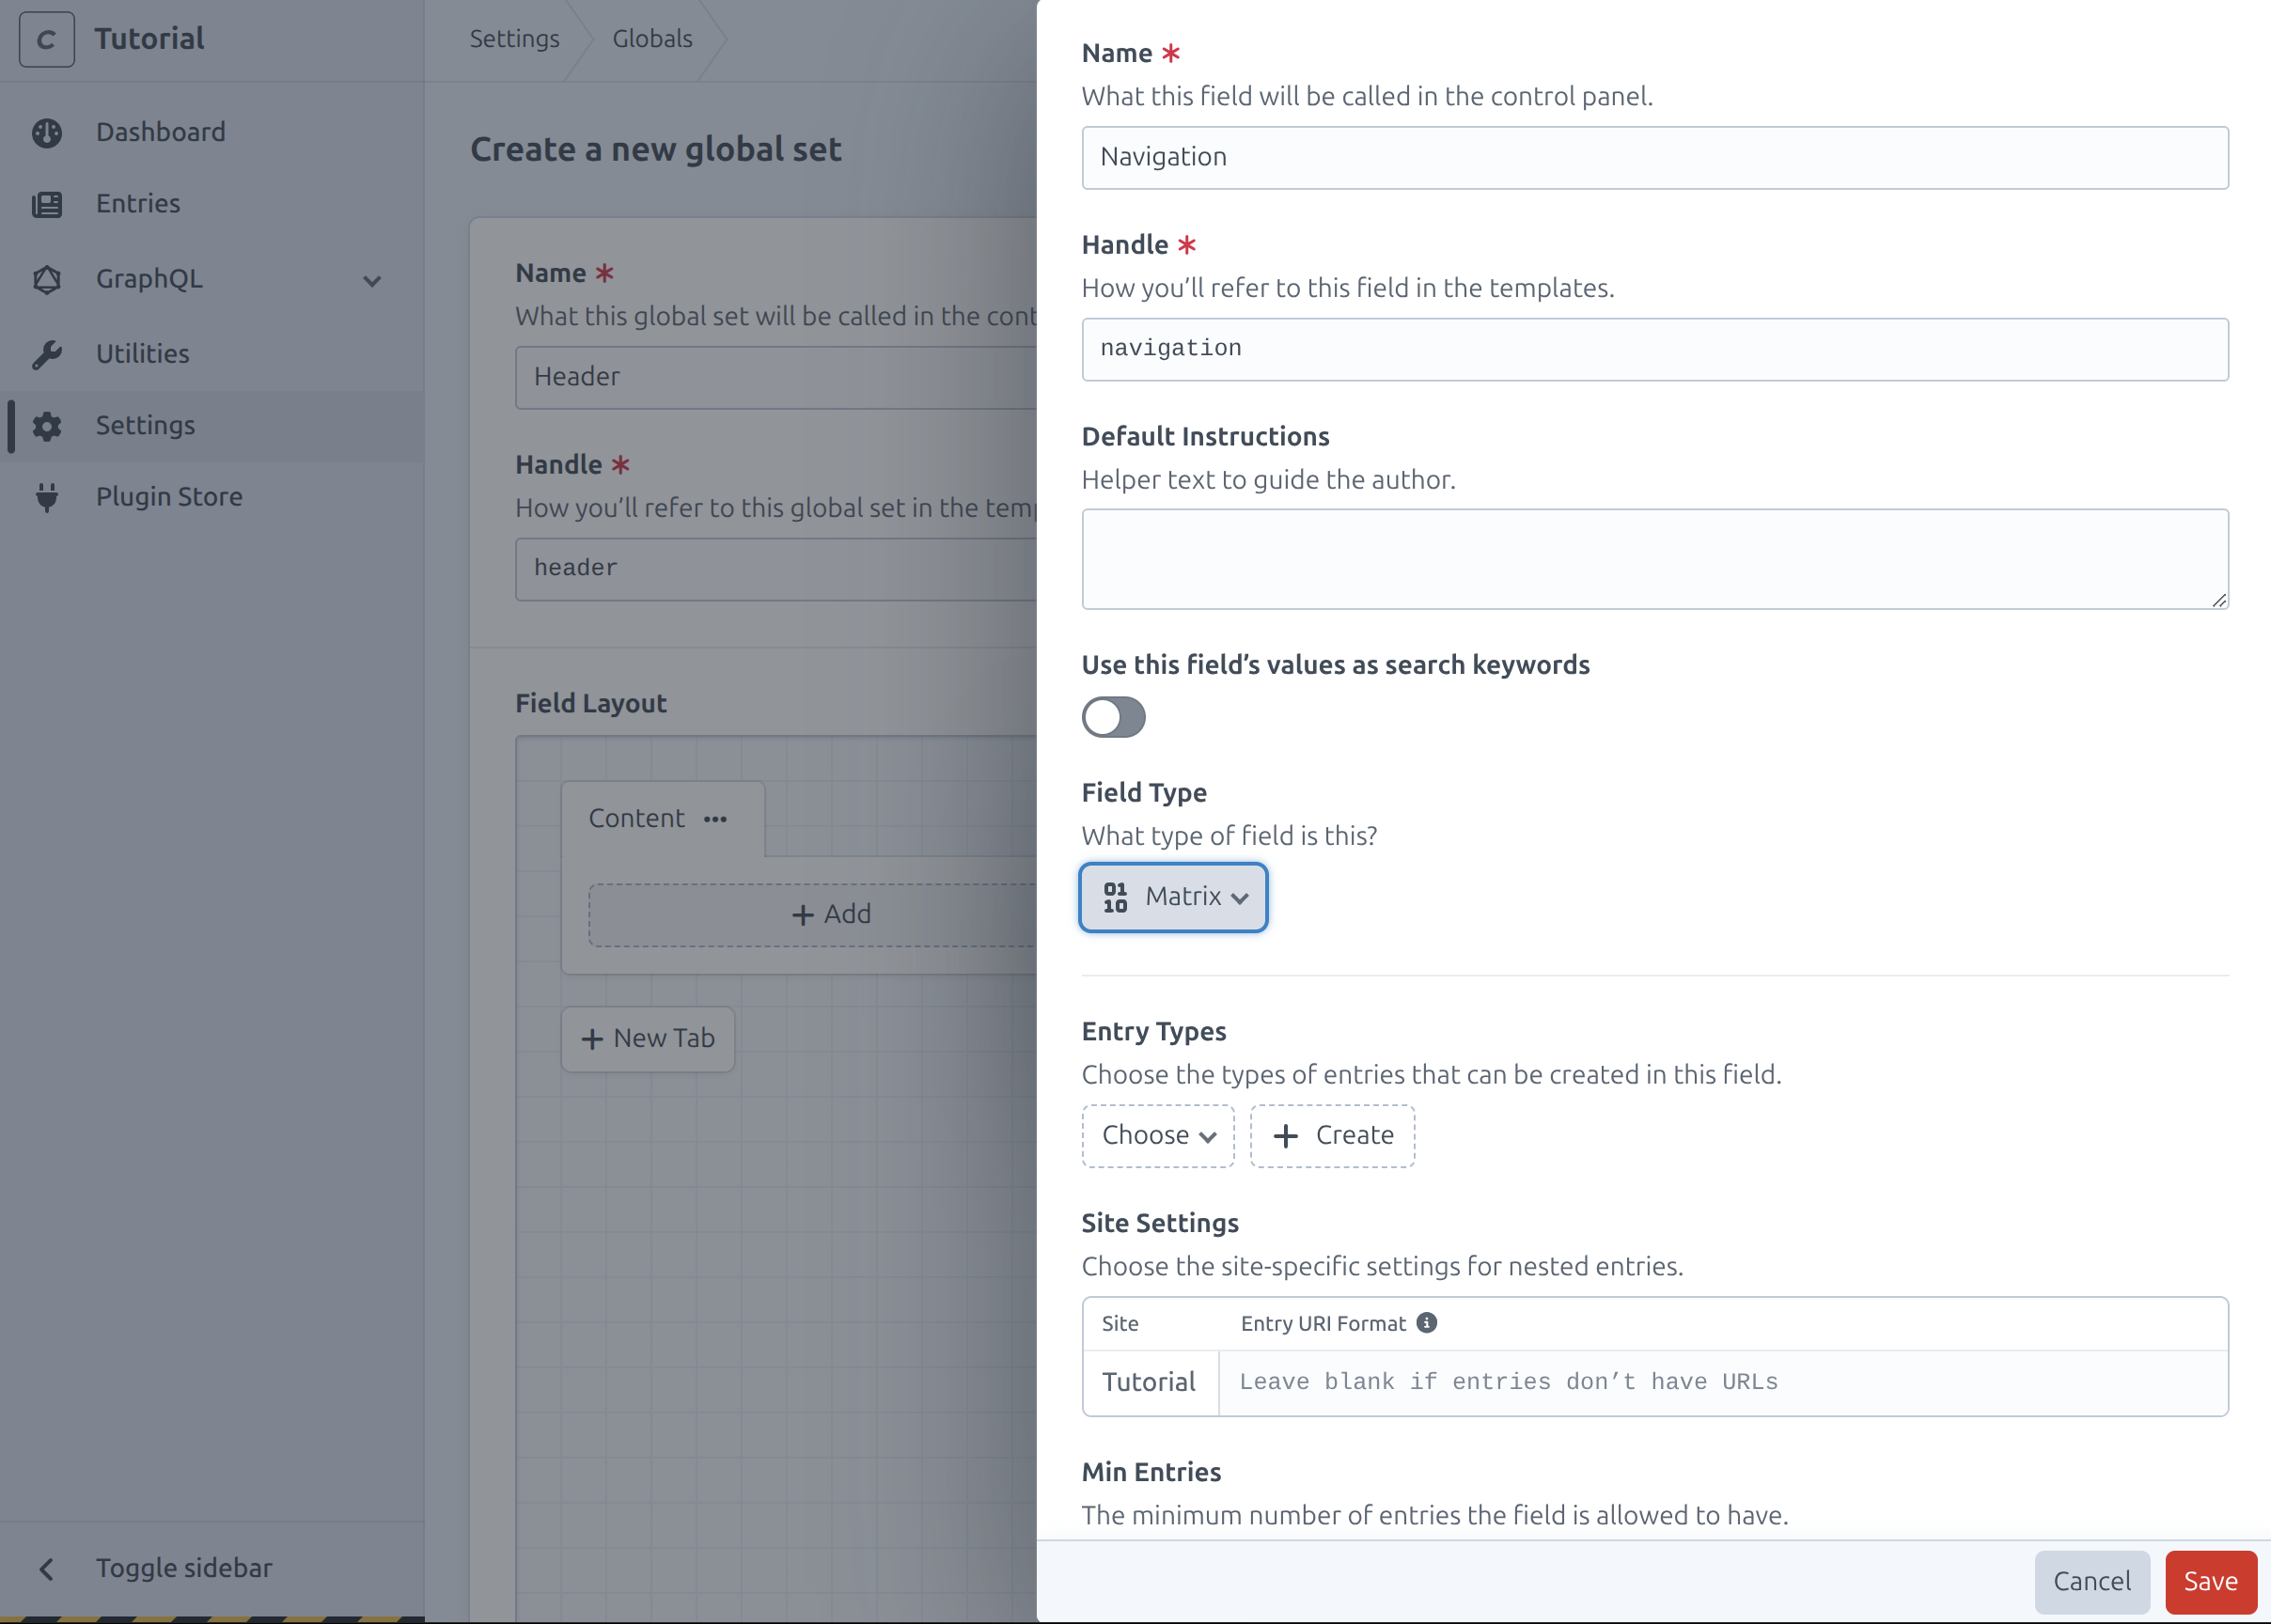 C Tutorial
Dashboard
Entries
GraphQL
Utilities
Settings
Plugin Store
Toggle sidebar
Settings Globals
Create a new global set
Name *
What this global set will be called in the cont
Header
Handle *
How you’ll refer to this global set in the temp
header
Field Layout
Content •••
+ Add
+ New Tab
Name *
What this field will be called in the control panel.
Navigation
Handle *
How you’ll refer to this field in the templates.
navigation
Default Instructions
Helper text to guide the author.
Use this field’s values as search keywords
Field Type
What type of field is this?
01
10
Matrix
Entry Types
Choose the types of entries that can be created in this field.
Choose + Create
Site Settings
Choose the site-specific settings for nested entries.
Site Entry URI Format i
Tutorial Leave blank if entries don’t have URLs
Min Entries
The minimum number of entries the field is allowed to have.
Cancel Save